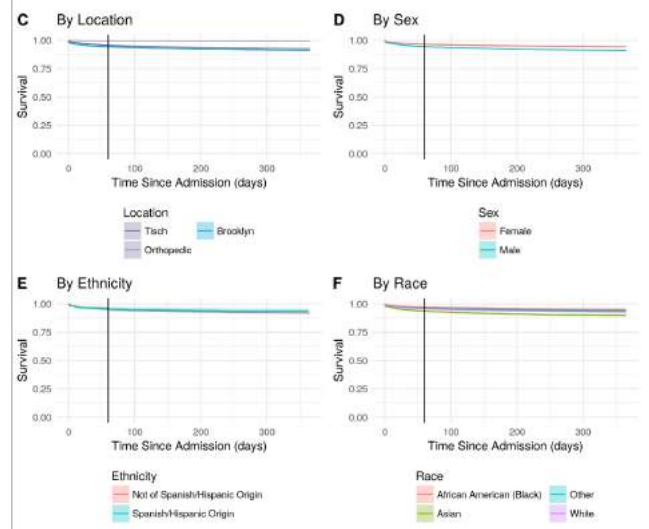 C By Location
1.00
0.75
0.50
0.25
0.00
Survival
0 100 200 300
Time Since Admission (days)
Location
Tisch Brooklyn
Orthopedic
D By Sex
1.00
0.75
0.50
0.25
0.00
Survival
0 100 200 300
Time Since Admission (days)
Sex
Female
Male
E By Ethnicity
1.00
0.75
0.50
0.25
0.00
Survival
0 100 200 300
Time Since Admission (days)
Ethnicity
Not of Spanish/Hispanic Origin
Spanish/Hispanic Origin
F By Race
1.00
0.75
0.50
0.25
0.00
Survival
0 100 200 300
Time Since Admission (days)
Race
African American (Black) Other
Asian White